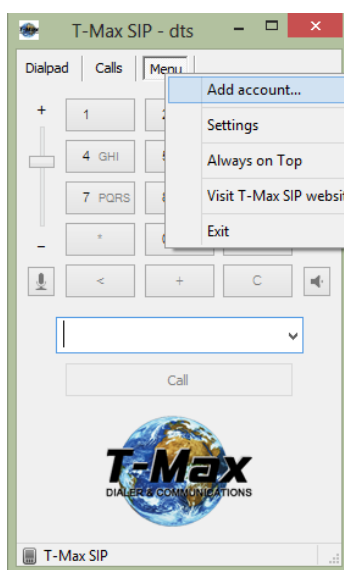 T-Max SIP - dts
Dialpad Calls Menu
Add account...
Settings
Always on Top
Visit T-Max SIP websit
Exit
+
1
4 GHI
7 PQRS
*
-
< + C
Call
T-Max
DIALER & COMMUNICATIONS
T-Max SIP